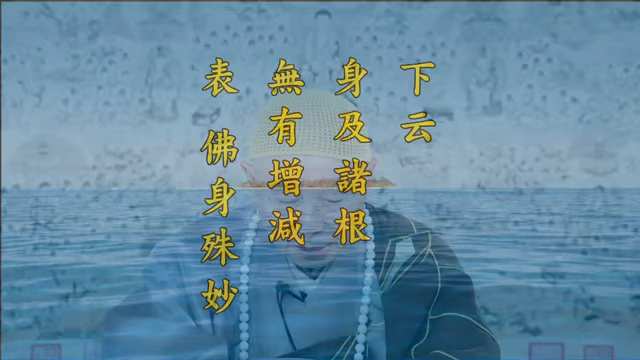 下云
身及諸根
無有增減
表 佛身殊妙